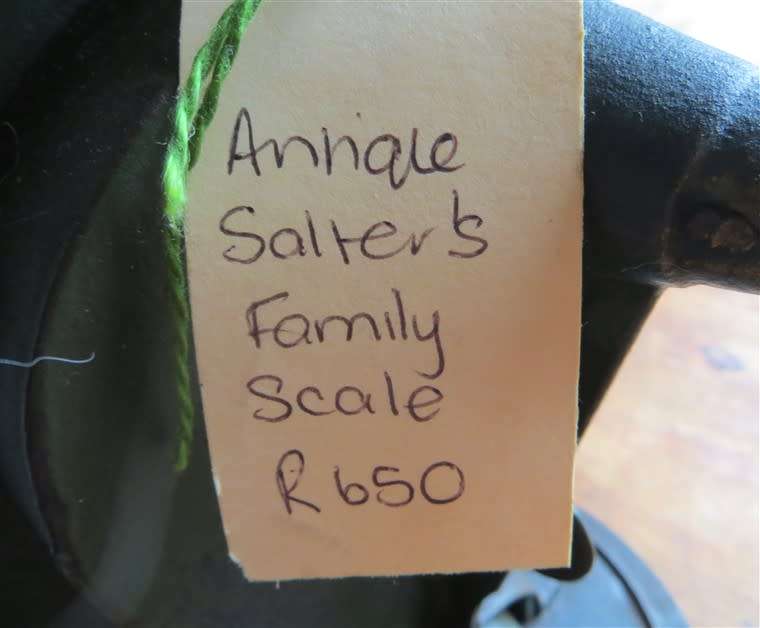 Antique
Salter's
Family
Scale
R650